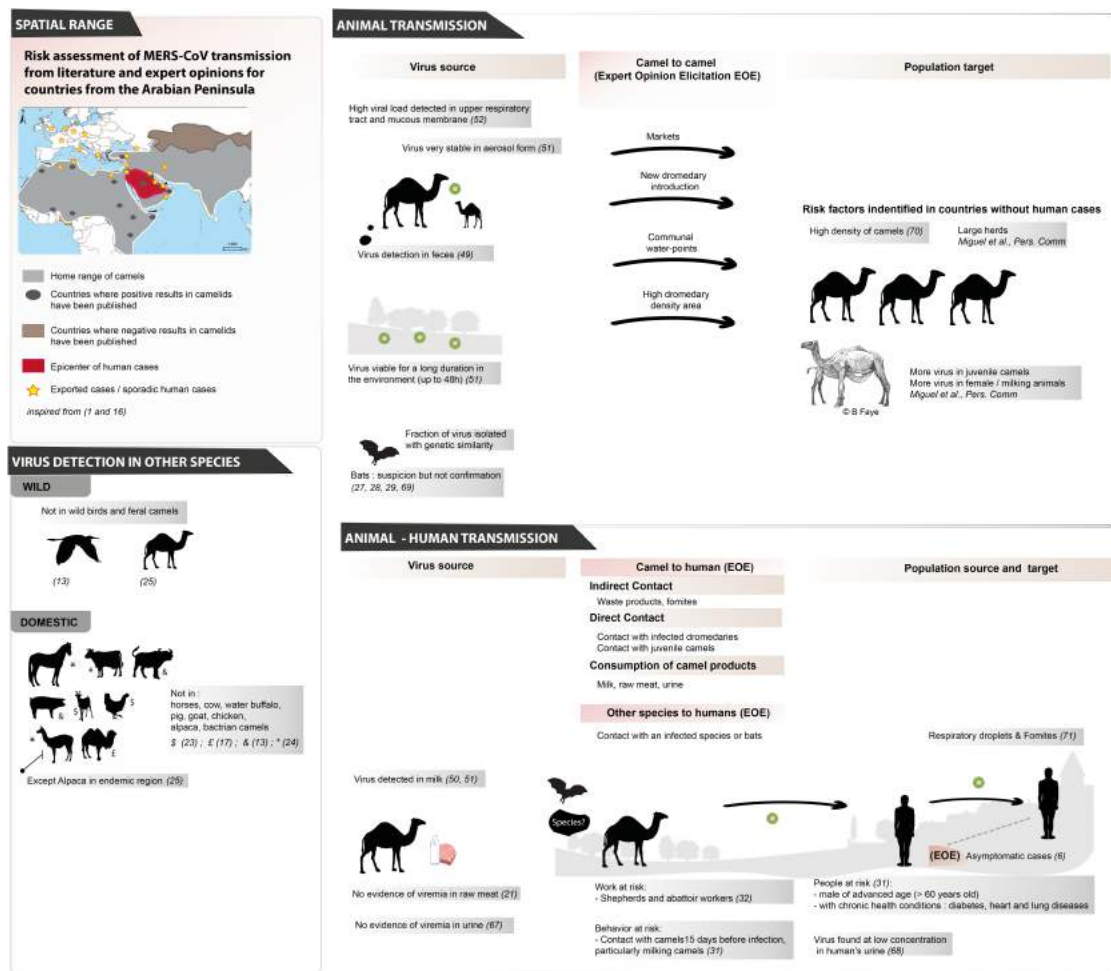 SPATIAL RANGE
Risk assessment of MERS-CoV transmission
from literature and expert opinions for
countries from the Arabian Peninsula
Home range of camels
Countries where positive results in camelids
have been published
Countries where negative results in camelids
have been published
Epicenter of human cases
Exported cases / sporadic human cases
inspired from (1 and 16)
VIRUS DETECTION IN OTHER SPECIES
WILD
Not in wild birds and feral camels
(13)
(25)
DOMESTIC
*
*
&
&
$
$
*
£
Not in :
horses, cow, water buffalo,
pig, goat, chicken,
alpaca, bactrian camels
$ (23) ; £ (17) ; & (13) ; * (24)
Except Alpaca in endemic region (25)
ANIMAL TRANSMISSION
Virus source
High viral load detected in upper respiratory
tract and mucous membrane (52)
Virus very stable in aerosol form (51)
Virus detection in feces (49)
Virus viable for a long duration in
the environment (up to 48h) (51)
Fraction of virus isolated
with genetic similarity
Bats : suspicion but not confirmation
(27, 28, 29, 69)
Camel to camel
(Expert Opinion Elicitation EOE)
Markets
New dromedary
introduction
Communal
water-points
High dromedary
density area
Population target
Risk factors indentified in countries without human cases
High density of camels (70)
Large herds
Miguel et al., Pers. Comm
More virus in juvenile camels
More virus in female / milking animals
Miguel et al., Pers. Comm
© B Faye
ANIMAL - HUMAN TRANSMISSION
Virus source
Virus detected in milk (50, 51)
No evidence of viremia in raw meat (21)
No evidence of viremia in urine (67)
Camel to human (EOE)
Indirect Contact
Waste products, fomites
Direct Contact
Contact with infected dromedaries
Contact with juvenile camels
Consumption of camel products
Milk, raw meat, urine
Other species to humans (EOE)
Contact with an infected species or bats
Species?
Work at risk:
- Shepherds and abattoir workers (32)
Behavior at risk:
- Contact with camels15 days before infection,
particularly milking camels (31)
Population source and target
Respiratory droplets & Fomites (71)
(EOE) Asymptomatic cases (6)
People at risk (31):
- male of advanced age (> 60 years old)
- with chronic health conditions : diabetes, heart and lung diseases
Virus found at low concentration
in human's urine (68)